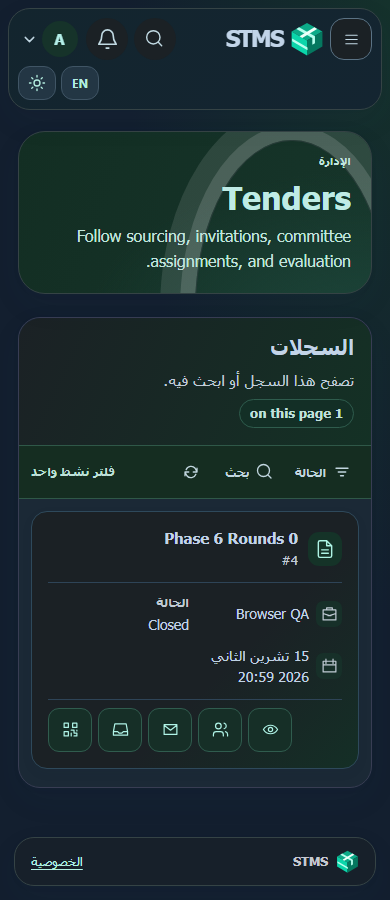 STMS
A
EN
الإدارة
Tenders
Follow sourcing, invitations, committee
assignments, and evaluation.
السجلات
تصفح هذا السجل أو ابحث فيه.
1 on this page
الحالة
بحث
فلتر نشط واحد
Phase 6 Rounds 0
#4
Browser QA
الحالة
Closed
15 تشرين الثاني
2026 20:59
STMS
الخصوصية